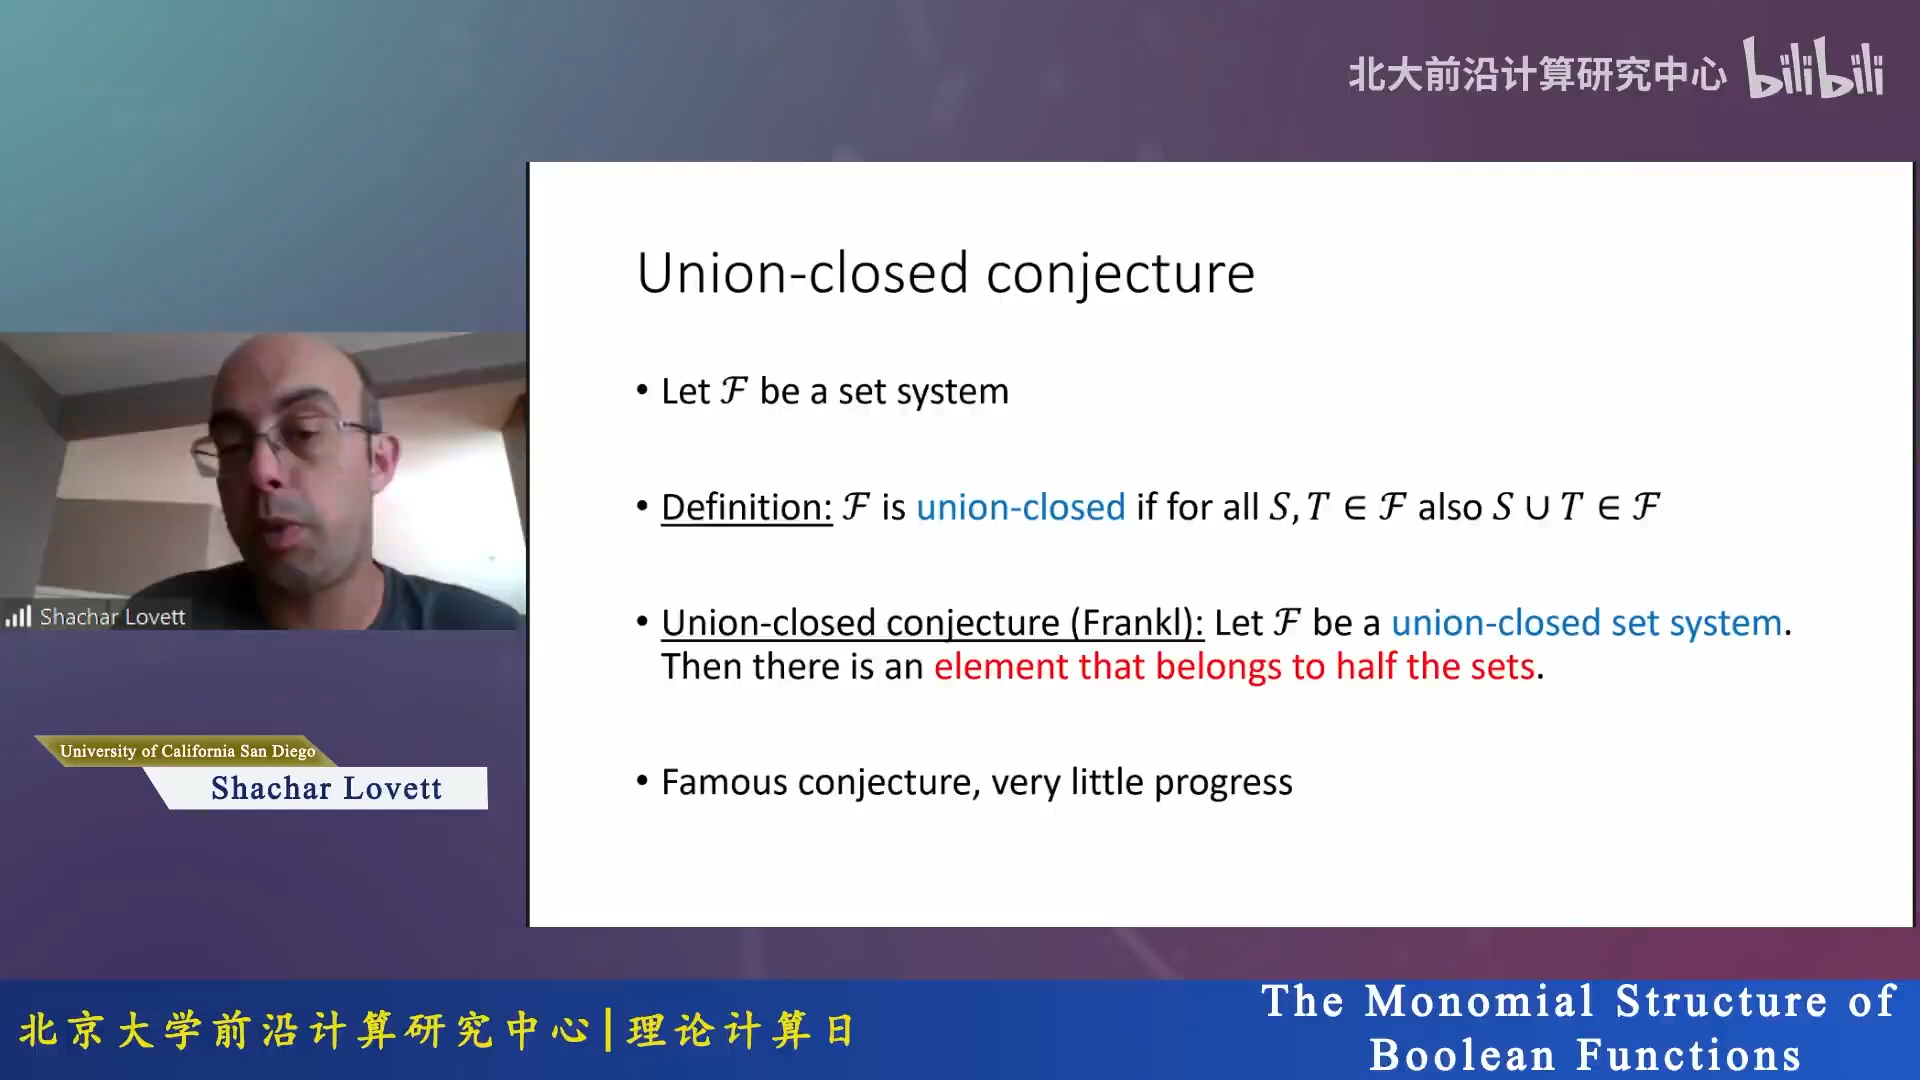 北大前沿计算研究中心 bilibili
Union-closed conjecture
• Let ℱ be a set system
• Definition: ℱ is union-closed if for all S, T ∈ ℱ also S ∪ T ∈ ℱ
• Union-closed conjecture (Frankl): Let ℱ be a union-closed set system.
Then there is an element that belongs to half the sets.
• Famous conjecture, very little progress
Shachar Lovett
University of California San Diego
Shachar Lovett
北京大学前沿计算研究中心|理论计算日
The Monomial Structure of
Boolean Functions